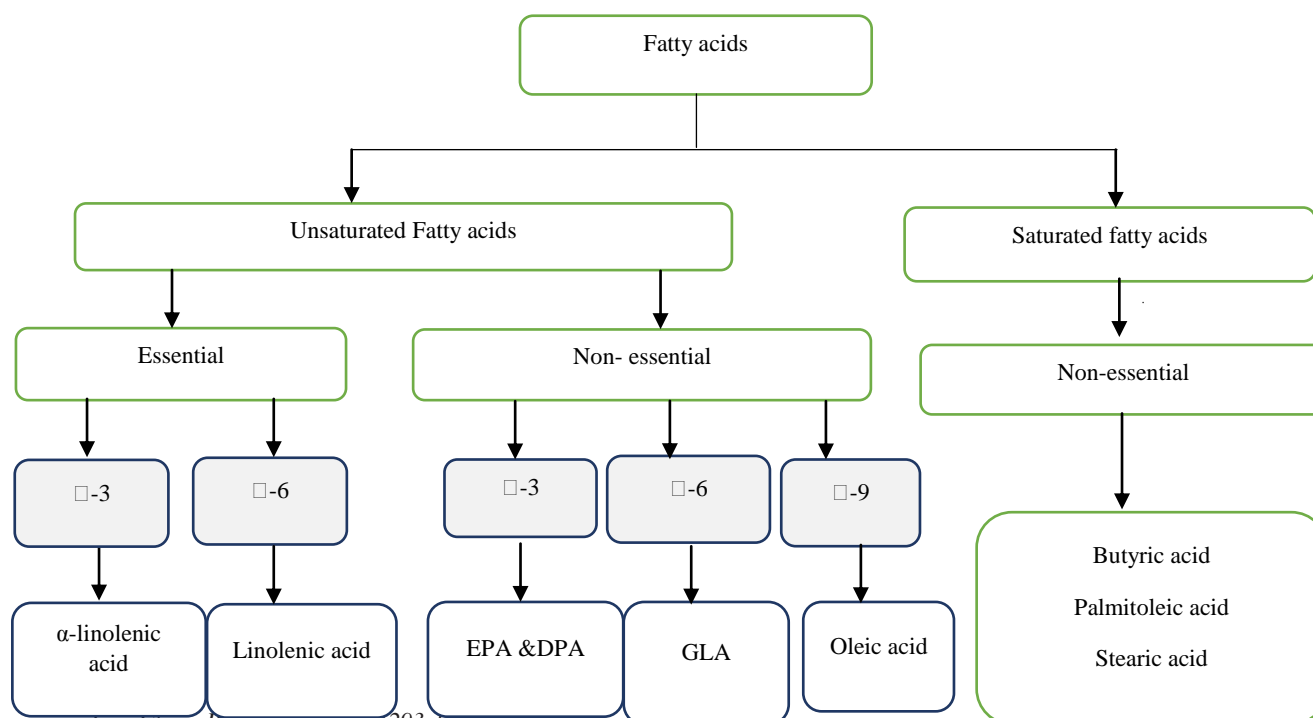 Fatty acids
Unsaturated Fatty acids
Saturated fatty acids
Essential
Non- essential
Non-essential
□-3
□-6
□-3
□-6
□-9
α-linolenic
acid
Linolenic acid
EPA &DPA
GLA
Oleic acid
Butyric acid
Palmitoleic acid
Stearic acid